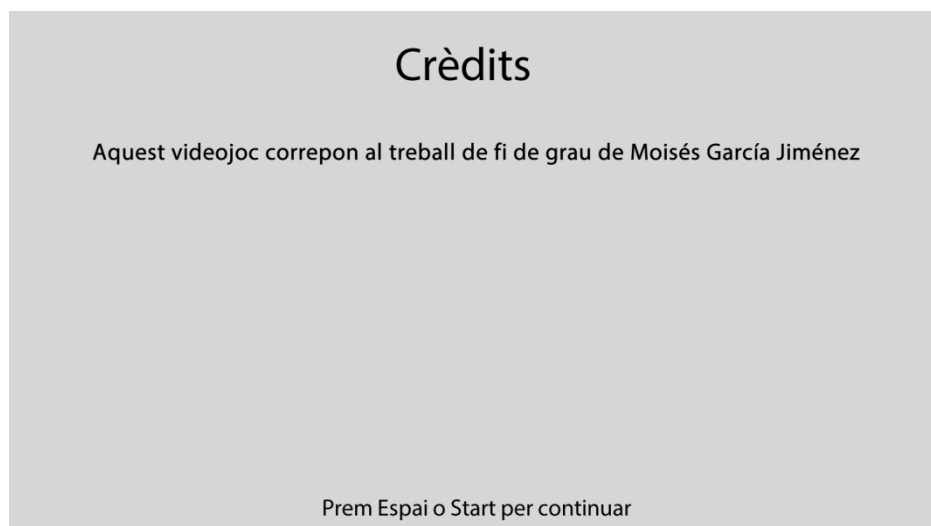 Crèdits
Aquest videojoc correpon al treball de fi de grau de Moisés García Jiménez
Prem Espai o Start per continuar